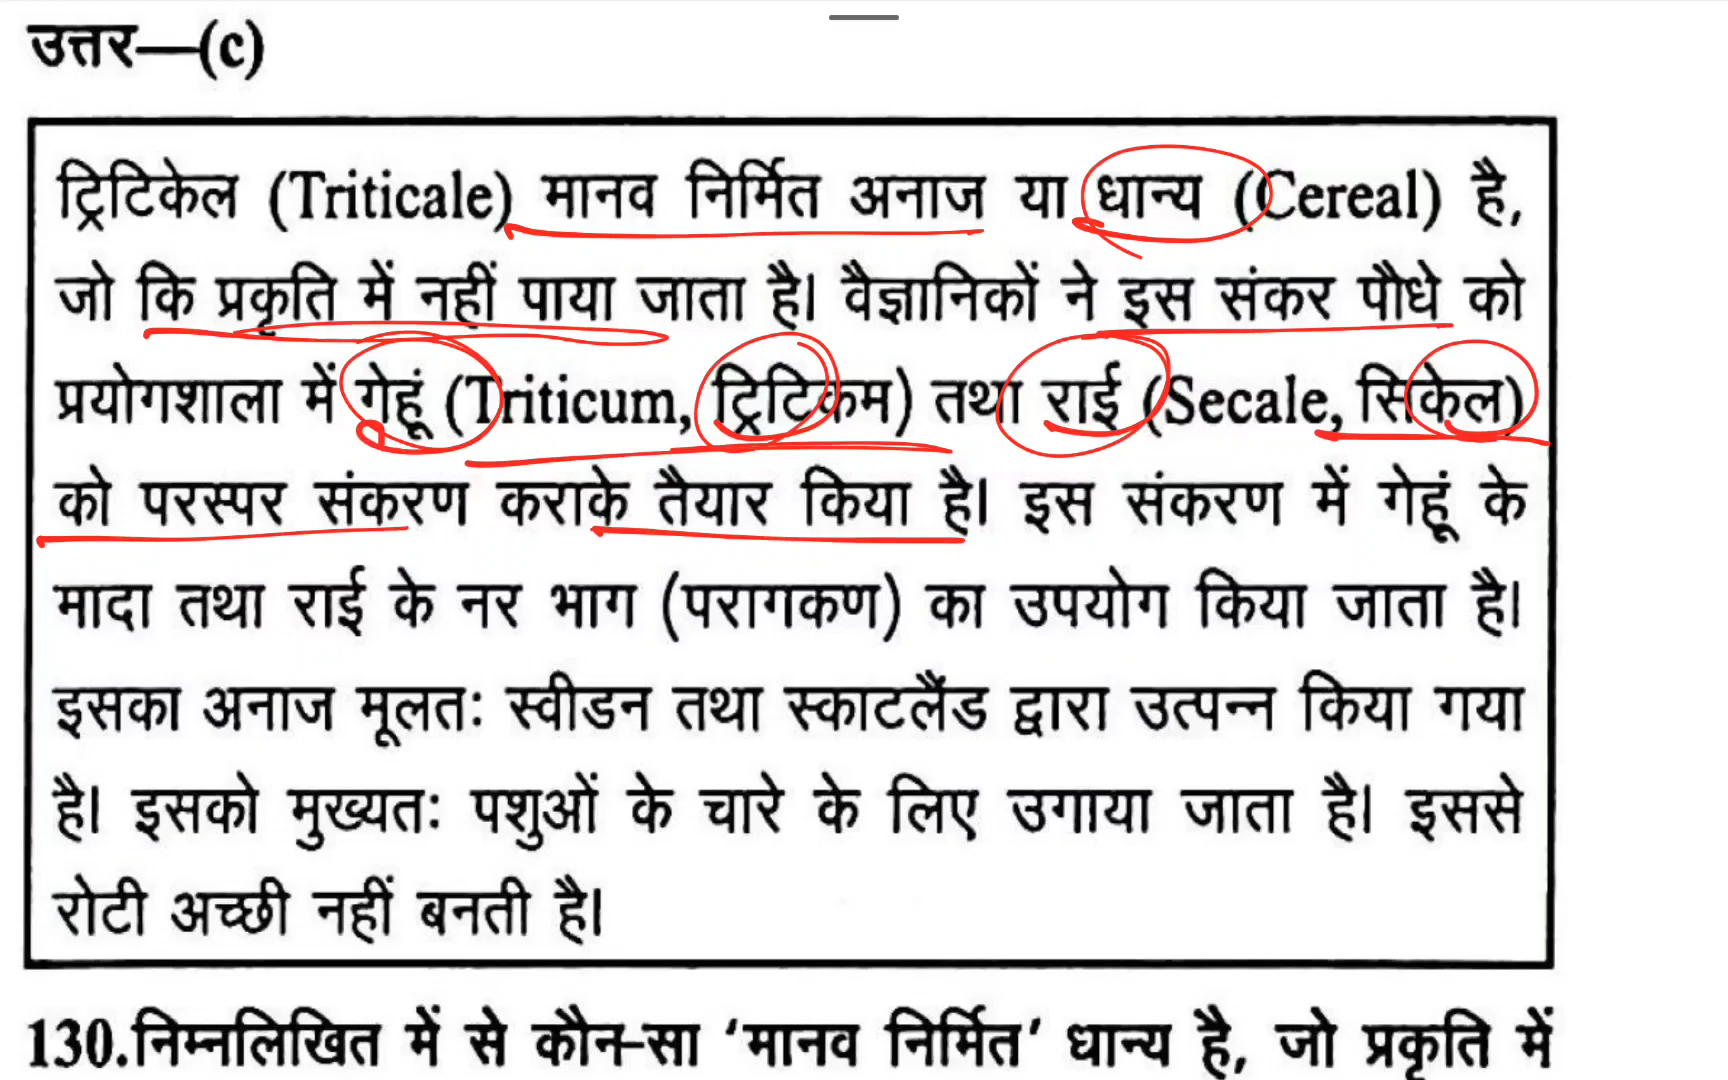 उत्तर—(c)
ट्रिटिकेल (Triticale) मानव निर्मित अनाज या धान्य (Cereal) है,
जो कि प्रकृति में नहीं पाया जाता है। वैज्ञानिकों ने इस संकर पौधे को
प्रयोगशाला में गेहूं (Triticum, ट्रिटिकम) तथा राई (Secale, सिकेल)
को परस्पर संकरण कराके तैयार किया है। इस संकरण में गेहूं के
मादा तथा राई के नर भाग (परागकण) का उपयोग किया जाता है।
इसका अनाज मूलतः स्वीडन तथा स्काटलैंड द्वारा उत्पन्न किया गया
है। इसको मुख्यतः पशुओं के चारे के लिए उगाया जाता है। इससे
रोटी अच्छी नहीं बनती है।
130.निम्नलिखित में से कौन-सा ‘मानव निर्मित’ धान्य है, जो प्रकृति में